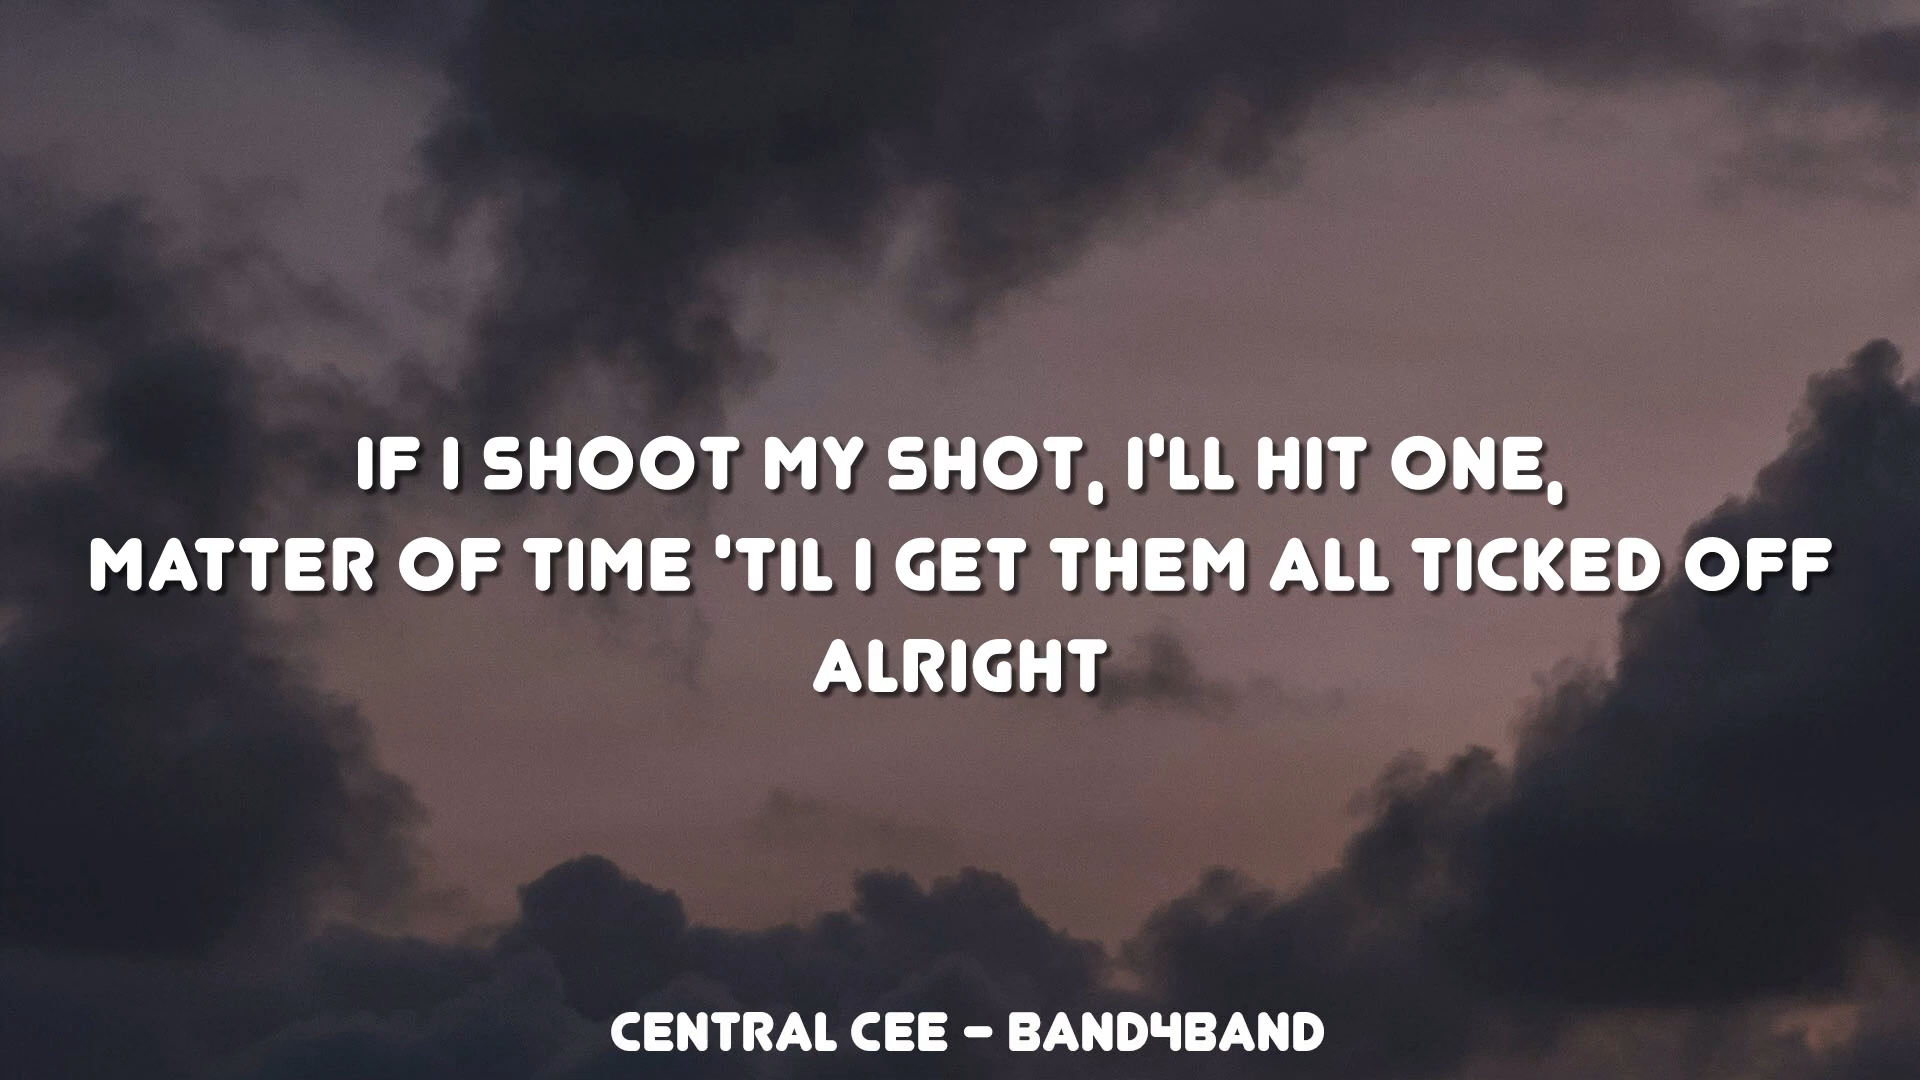 IF I SHOOT MY SHOT, I'LL HIT ONE,
MATTER OF TIME 'TIL I GET THEM ALL TICKED OFF
ALRIGHT
CENTRAL CEE - BAND4BAND